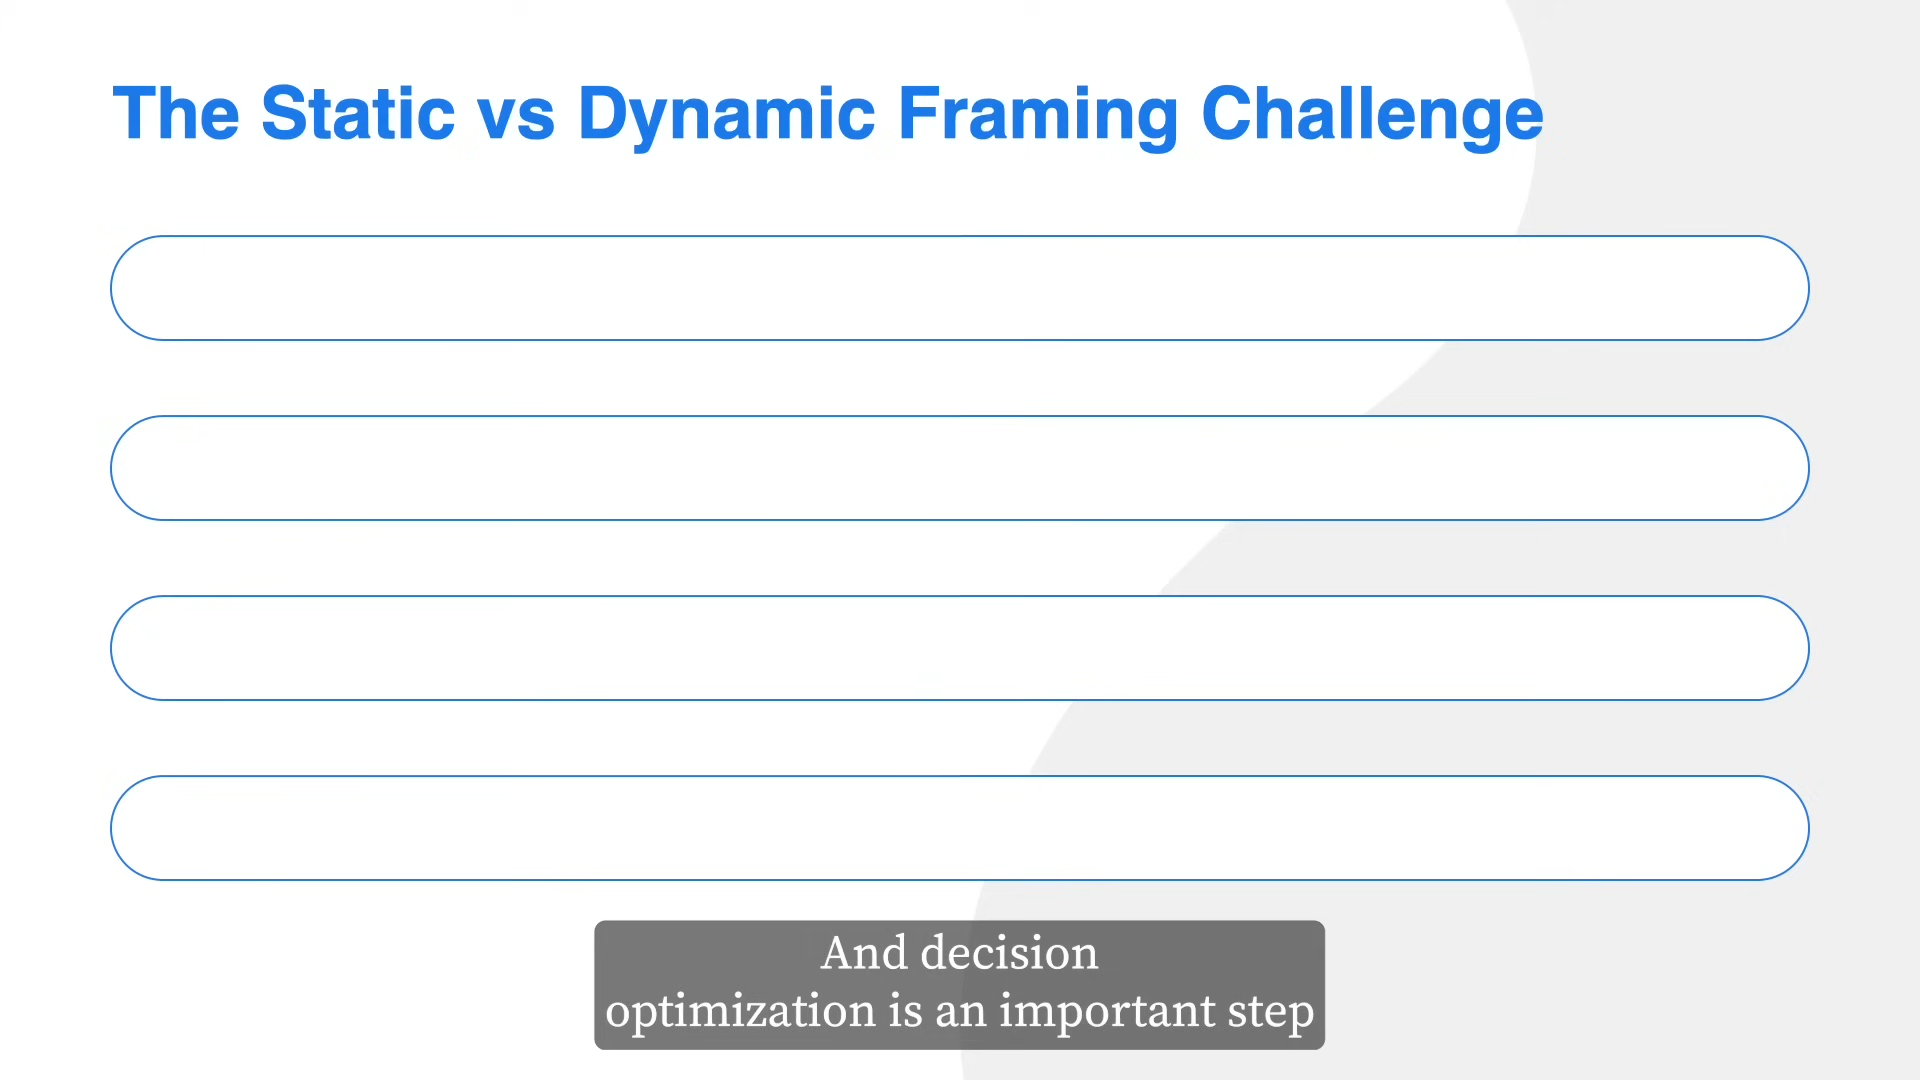 The Static vs Dynamic Framing Challenge
And decision
optimization is an important step